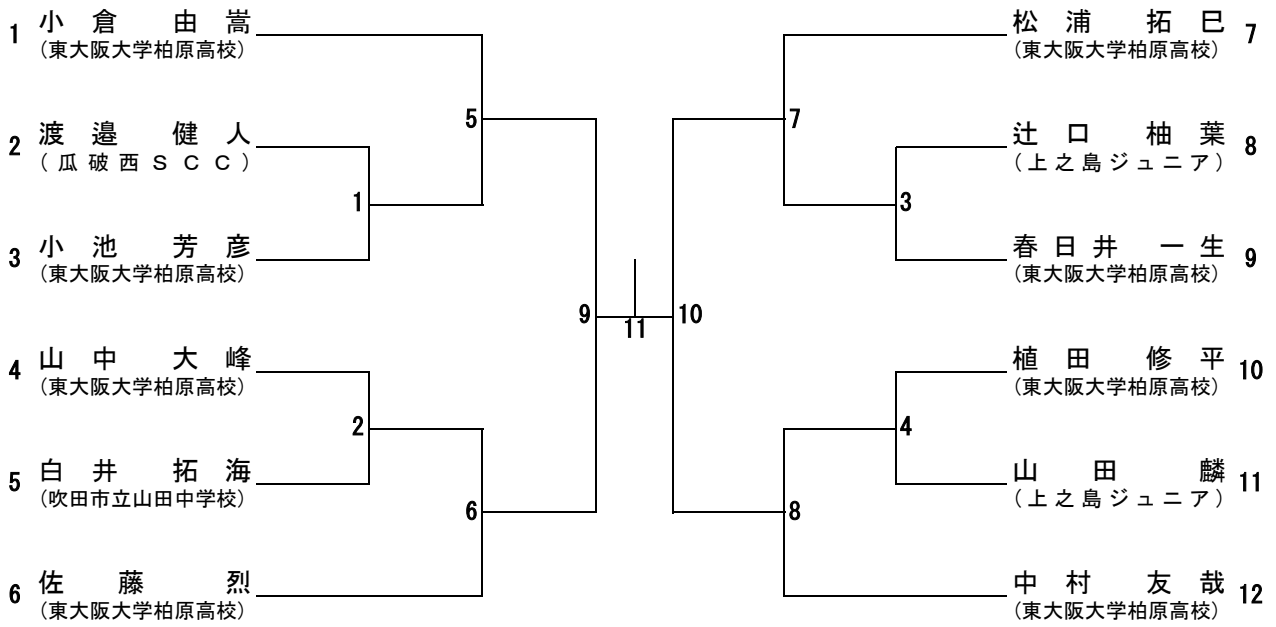 1 小倉 由嵩
(東大阪大学柏原高校)
2 渡邉 健人
(瓜破西SCC)
3 小池 芳彦
(東大阪大学柏原高校)
4 山中 大峰
(東大阪大学柏原高校)
5 白井 拓海
(吹田市立山田中学校)
6 佐藤 烈
(東大阪大学柏原高校)
5
1
2
6
9
11
10
7
3
4
8
松浦 拓巳 7
(東大阪大学柏原高校)
辻口 柚葉 8
(上之島ジュニア)
春日井 一生 9
(東大阪大学柏原高校)
植田 修平 10
(東大阪大学柏原高校)
山田 麟 11
(上之島ジュニア)
中村 友哉 12
(東大阪大学柏原高校)